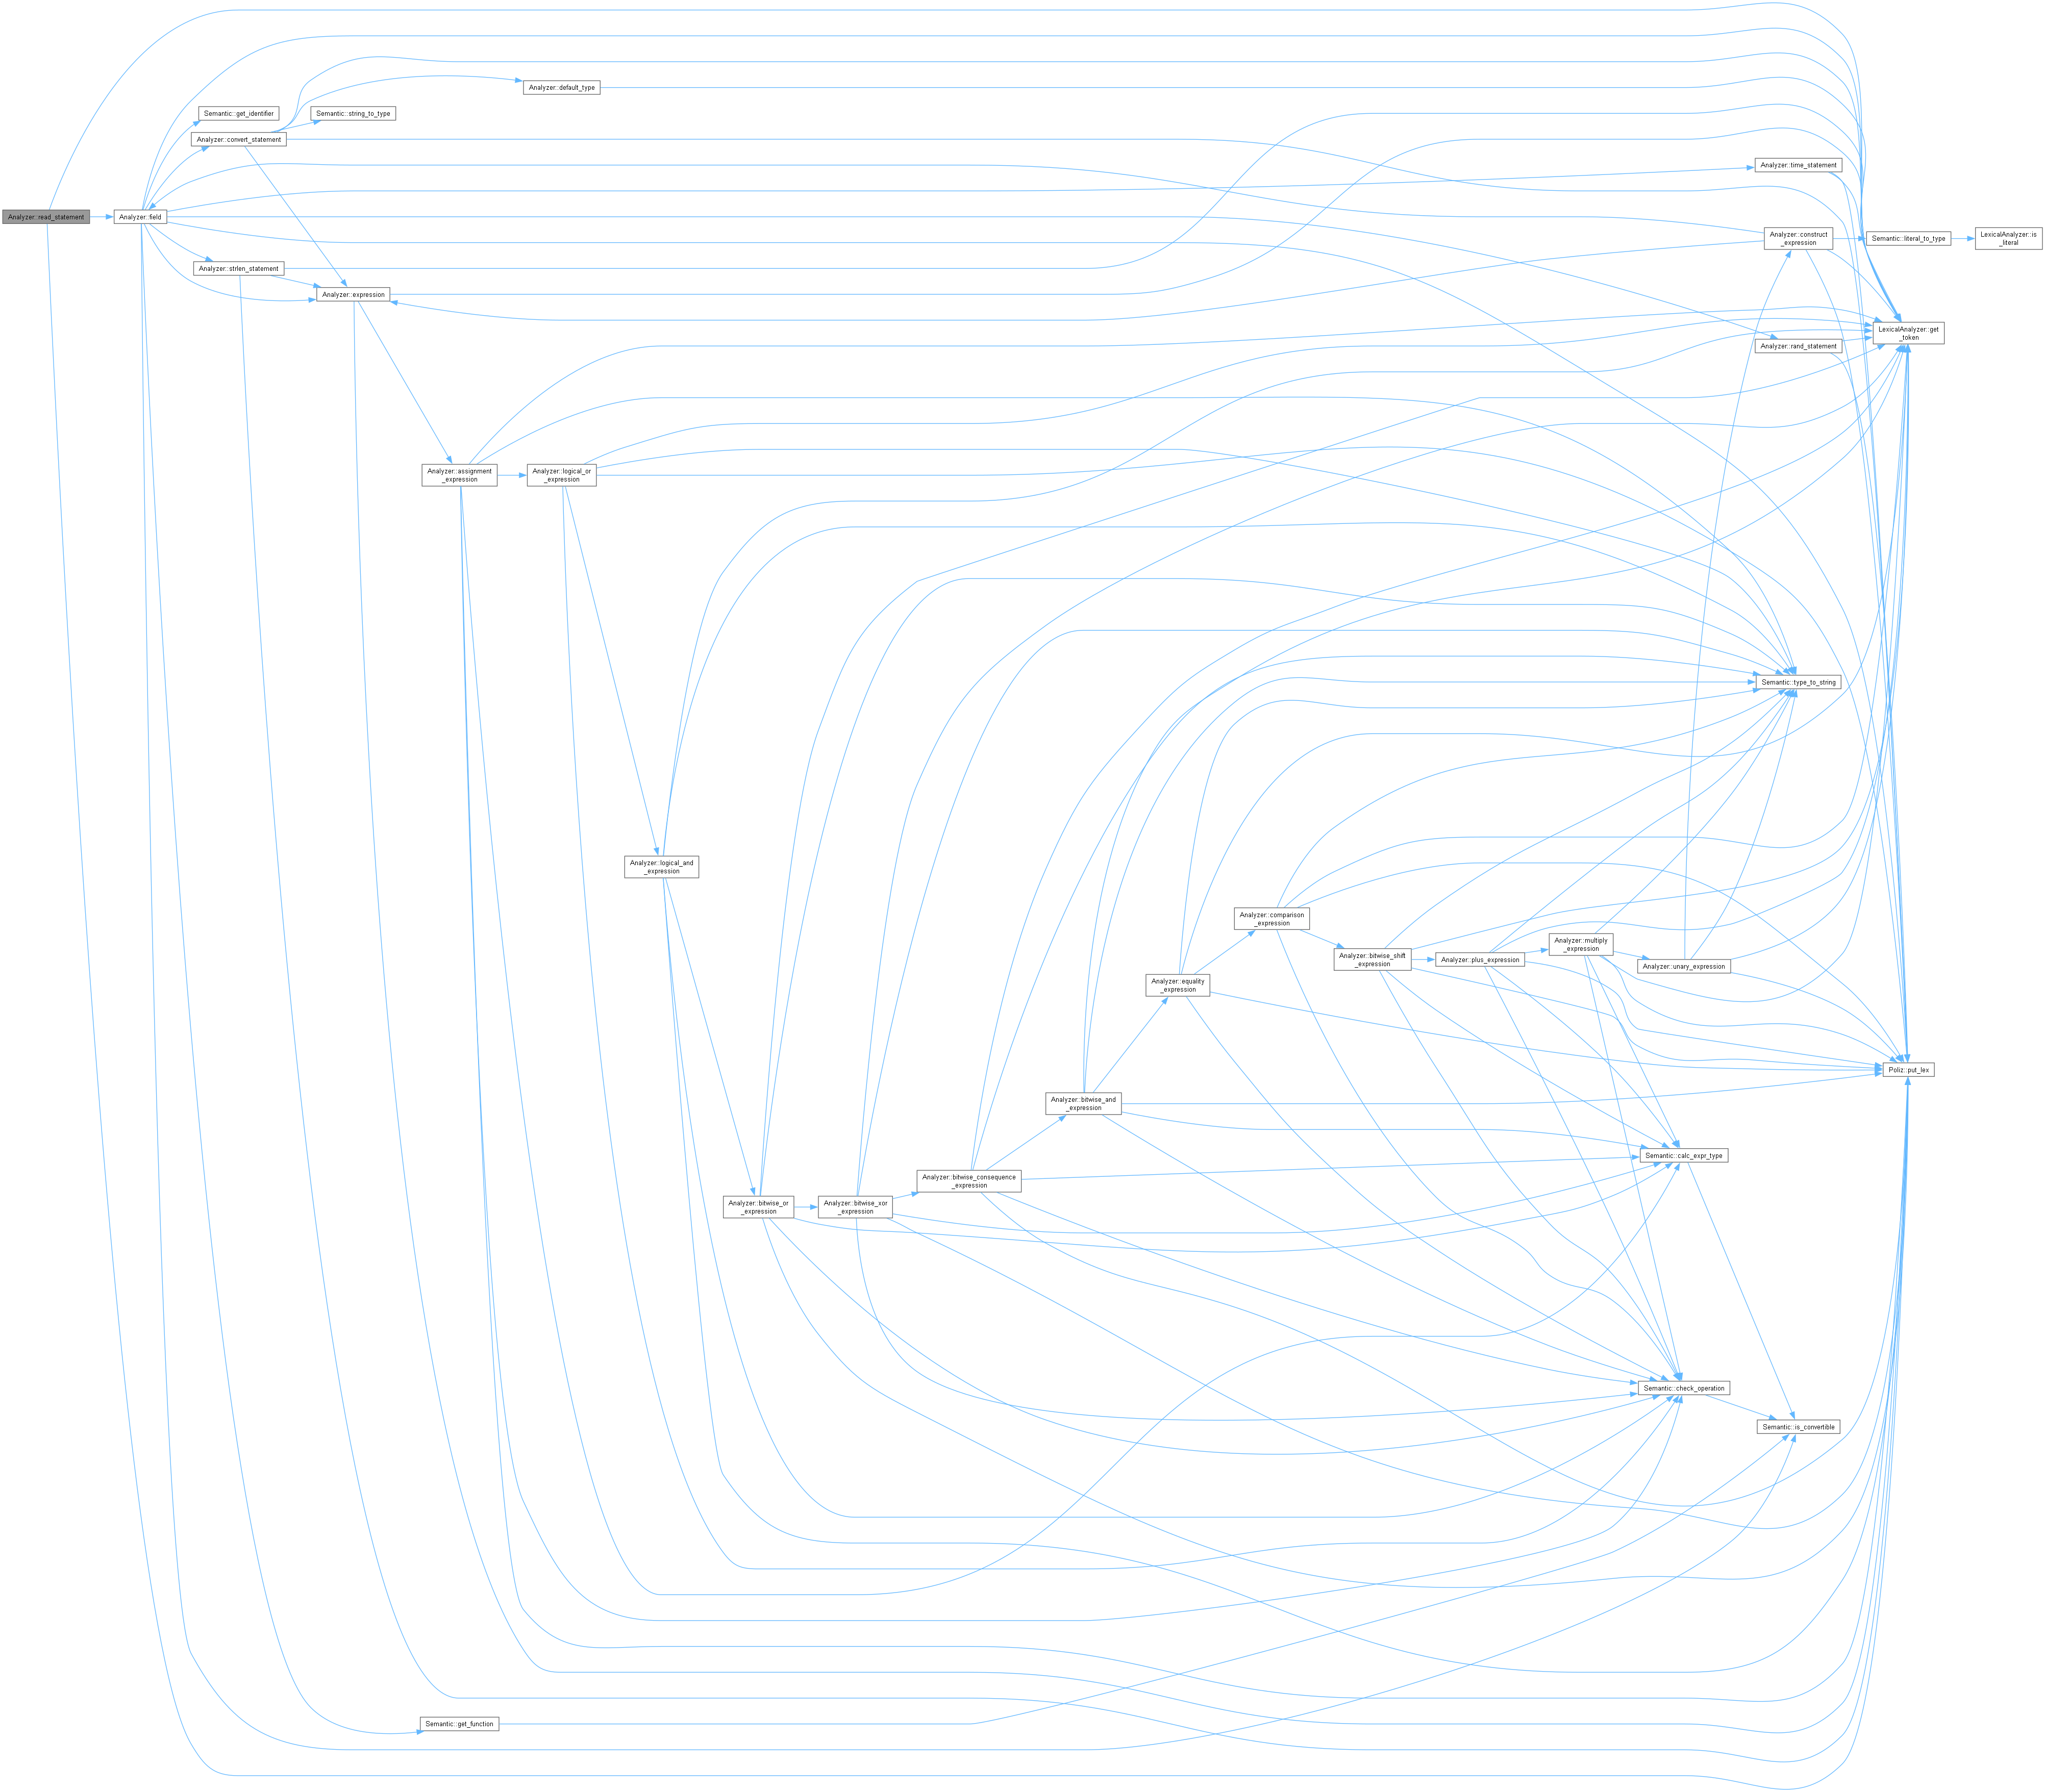 Analyzer::default_type
Semantic::get_identifier
Semantic::string_to_type
Analyzer::convert_statement
Analyzer::time_statement
Analyzer::read_statement
Analyzer::field
Analyzer::construct
_expression
Semantic::literal_to_type
LexicalAnalyzer::is
_literal
Analyzer::strlen_statement
Analyzer::expression
LexicalAnalyzer::get
_token
Analyzer::rand_statement
Analyzer::assignment
_expression
Analyzer::logical_or
_expression
Semantic::type_to_string
Analyzer::logical_and
_expression
Analyzer::comparison
_expression
Analyzer::multiply
_expression
Analyzer::bitwise_shift
_expression
Analyzer::plus_expression
Analyzer::unary_expression
Analyzer::equality
_expression
Poliz::put_lex
Analyzer::bitwise_and
_expression
Semantic::calc_expr_type
Analyzer::bitwise_consequence
_expression
Analyzer::bitwise_or
_expression
Analyzer::bitwise_xor
_expression
Semantic::check_operation
Semantic::is_convertible
Semantic::get_function